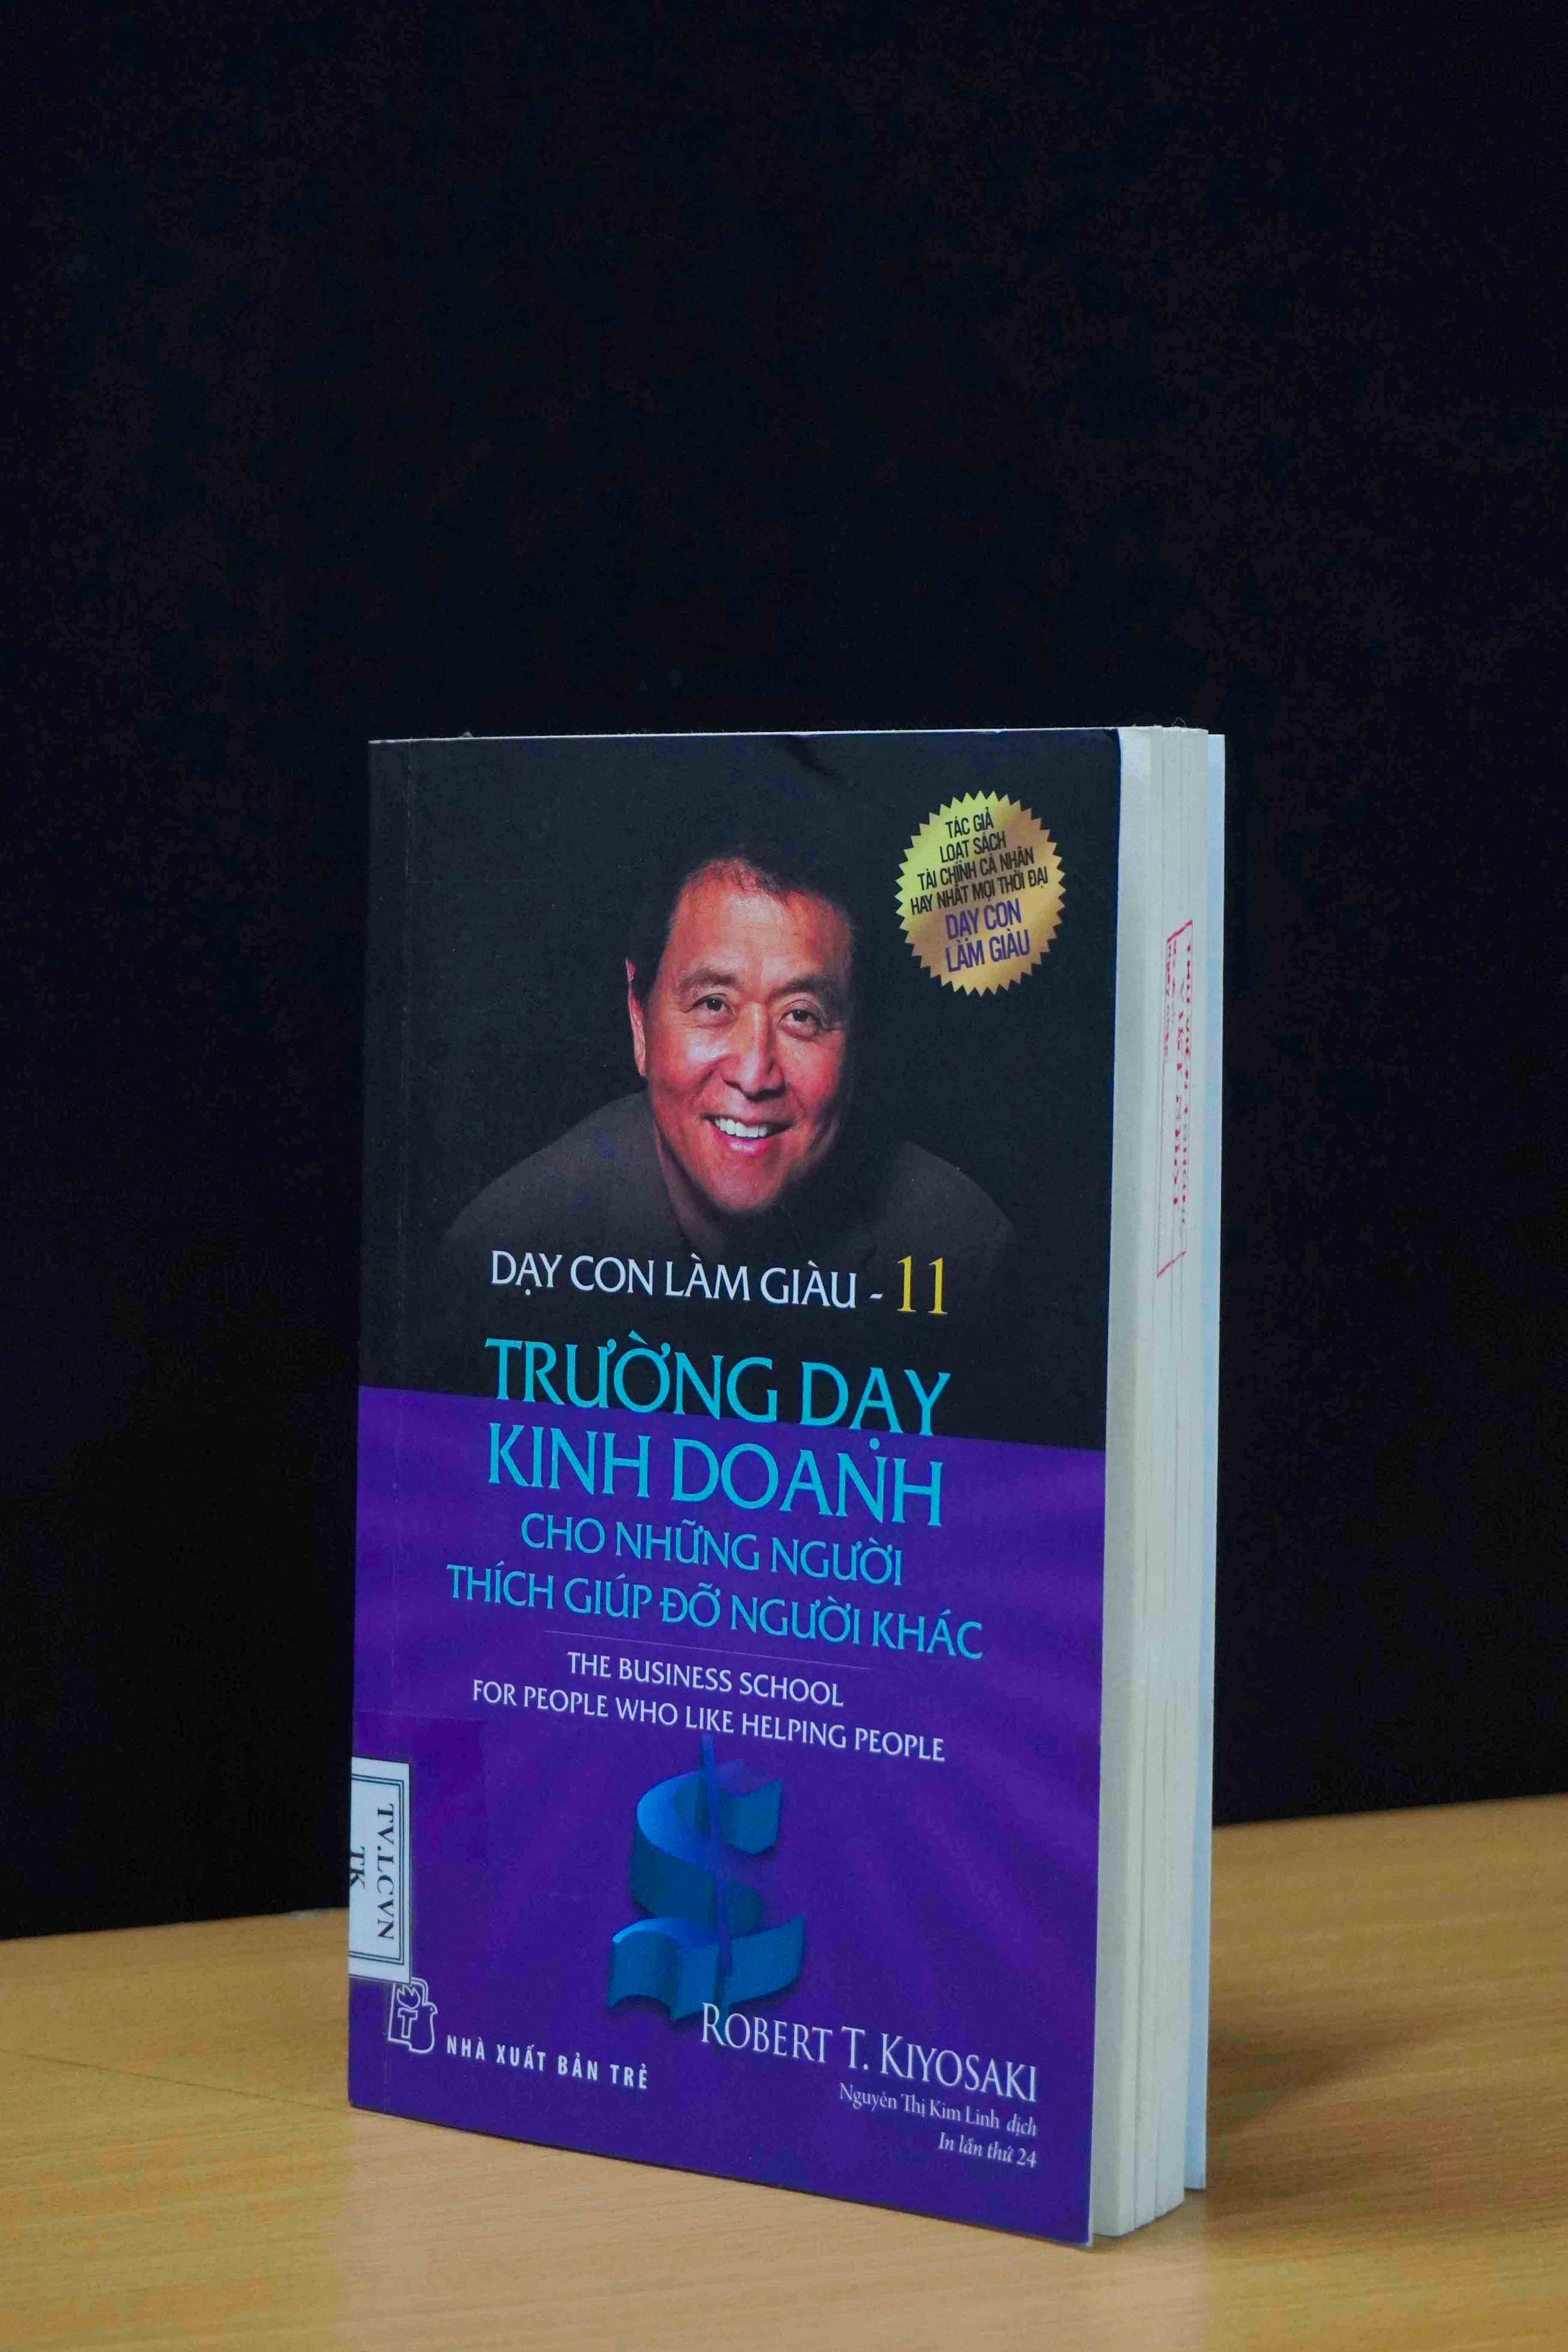 TÁC GIẢ
LOẠT SÁCH
TÀI CHÍNH CÁ NHÂN
HAY NHẤT MỌI THỜI ĐẠI
DẠY CON
LÀM GIÀU
DẠY CON LÀM GIÀU - 11
TRƯỜNG DẠY
KINH DOANH
CHO NHỮNG NGƯỜI
THÍCH GIÚP ĐỠ NGƯỜI KHÁC
THE BUSINESS SCHOOL
FOR PEOPLE WHO LIKE HELPING PEOPLE
TV.LCVN
TK
T
NHÀ XUẤT BẢN TRẺ
ROBERT T. KIYOSAKI
Nguyễn Thị Kim Linh dịch
In lần thứ 24